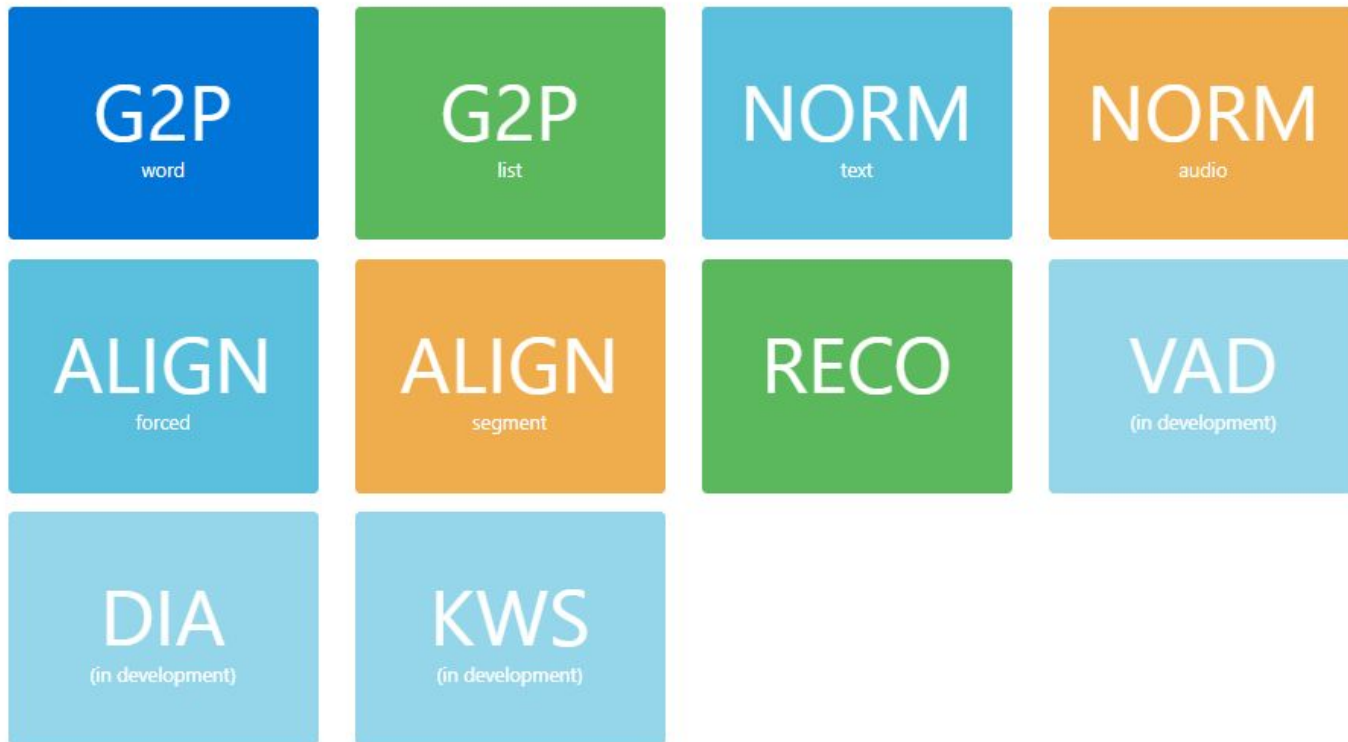 G2P
word
G2P
list
NORM
text
NORM
audio
ALIGN
forced
ALIGN
segment
RECO
VAD
(in development)
DIA
(in development)
KWS
(in development)